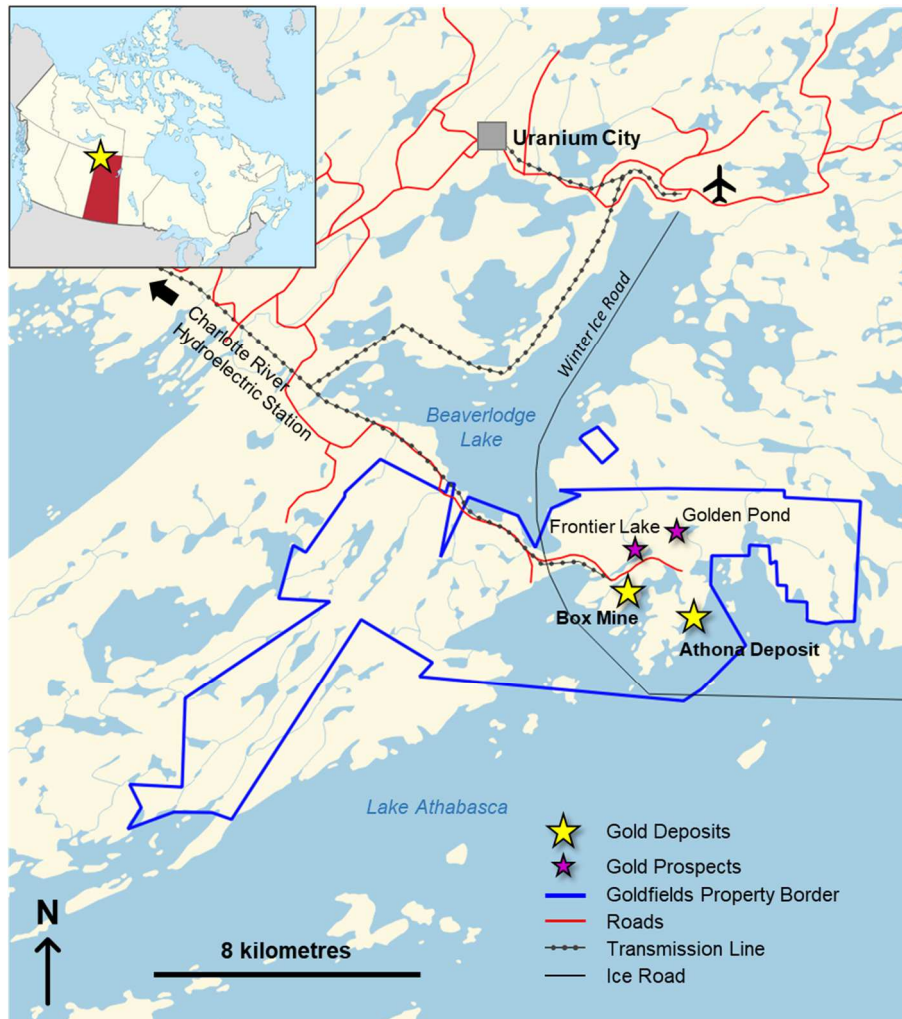 Uranium City
Winter Ice Road
Charlotte River
Hydroelectric Station
Beaverlodge
Lake
Frontier Lake
Golden Pond
Box Mine
Athona Deposit
Lake Athabasca
Gold Deposits
Gold Prospects
Goldfields Property Border
Roads
Transmission Line
Ice Road
N
8 kilometres